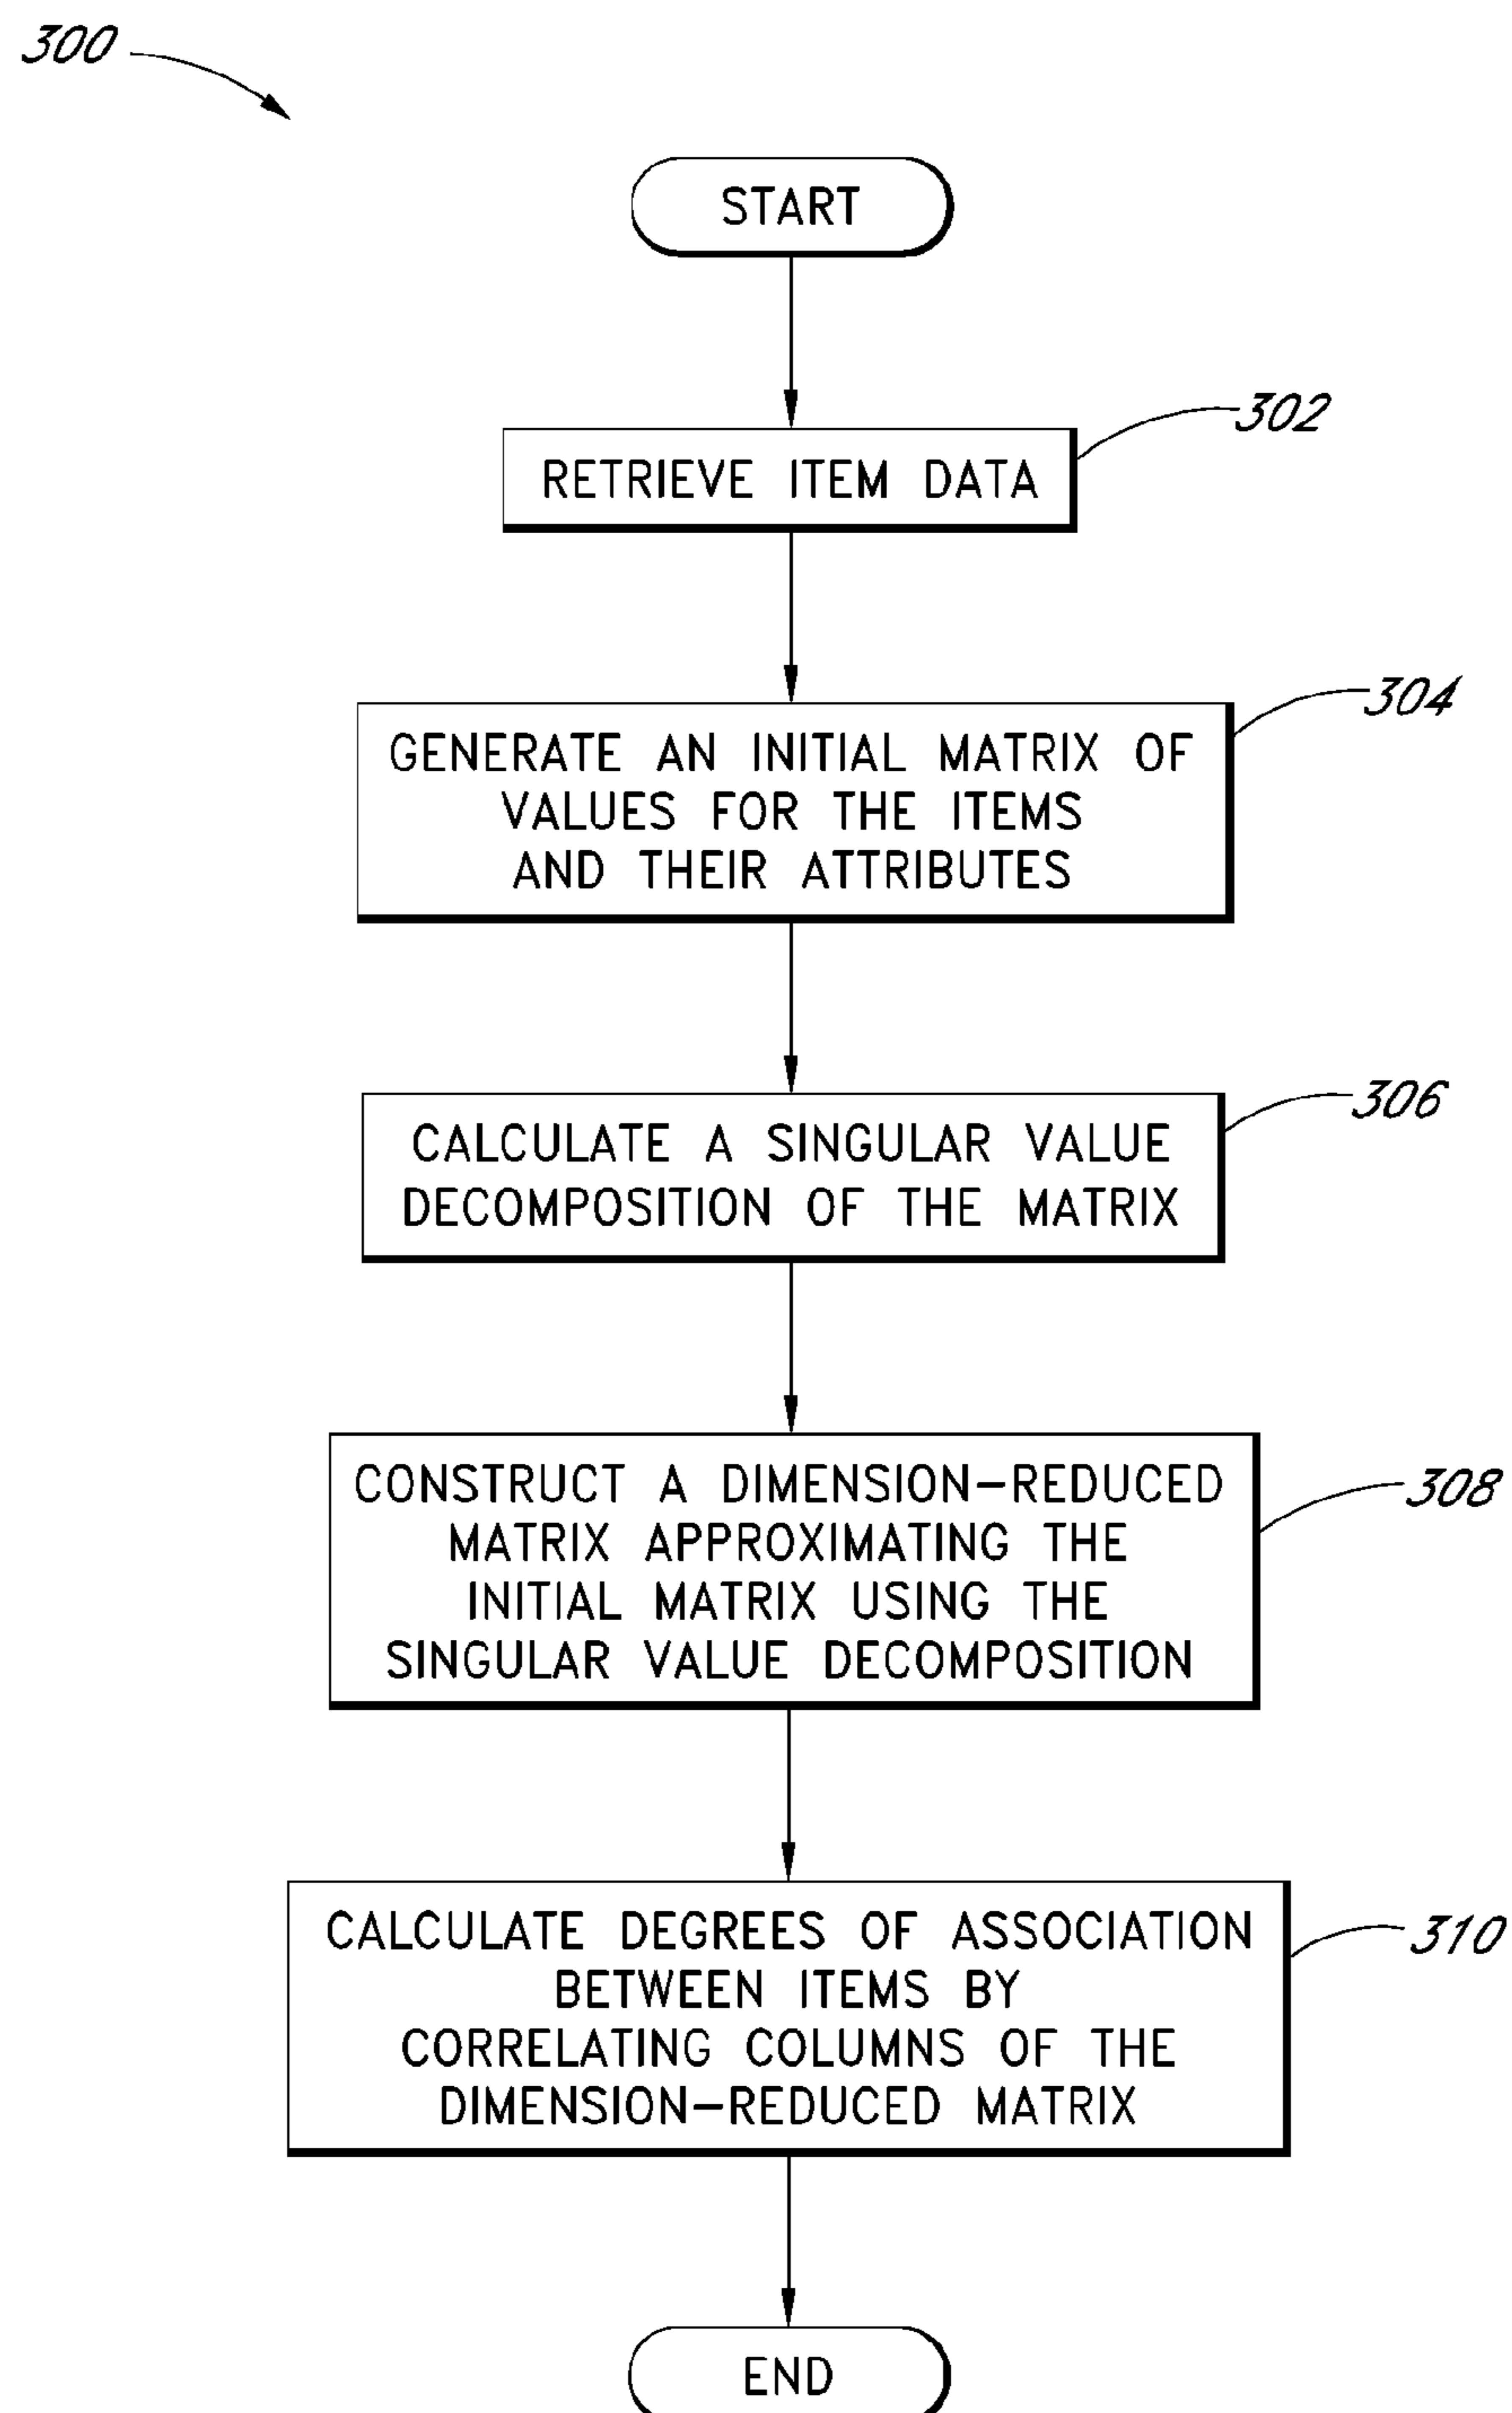 300
START
302
RETRIEVE ITEM DATA
304
GENERATE AN INITIAL MATRIX OF
VALUES FOR THE ITEMS
AND THEIR ATTRIBUTES
306
CALCULATE A SINGULAR VALUE
DECOMPOSITION OF THE MATRIX
308
CONSTRUCT A DIMENSION-REDUCED
MATRIX APPROXIMATING THE
INITIAL MATRIX USING THE
SINGULAR VALUE DECOMPOSITION
310
CALCULATE DEGREES OF ASSOCIATION
BETWEEN ITEMS BY
CORRELATING COLUMNS OF THE
DIMENSION-REDUCED MATRIX
END